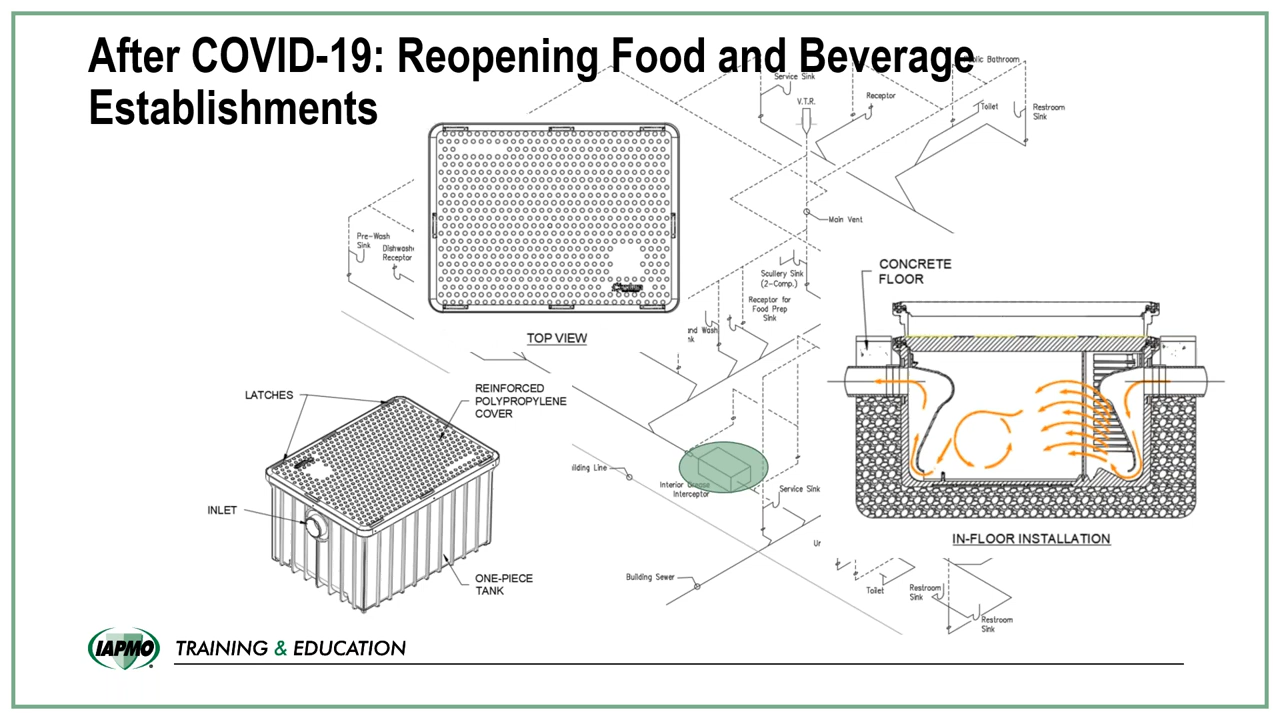 After COVID-19: Reopening Food and Beverage
Establishments
Service Sink
Bathroom
V.T.R.
Receptor
Toilet
Restroom
Sink
Main Vent
Pre-Wash
Sink
Receptor
Scullery Sink
(2-Comp.)
Receptor for
Food Prep
Sink
Wash
TOP VIEW
CONCRETE
FLOOR
LATCHES
REINFORCED
POLYPROPYLENE
COVER
INLET
ONE-PIECE
TANK
Line
Interior Grease
Interceptor
Service Sink
Building Sewer
IN-FLOOR INSTALLATION
Toilet
Restroom
Sink
Restroom
Sink
IAPMO
TRAINING & EDUCATION